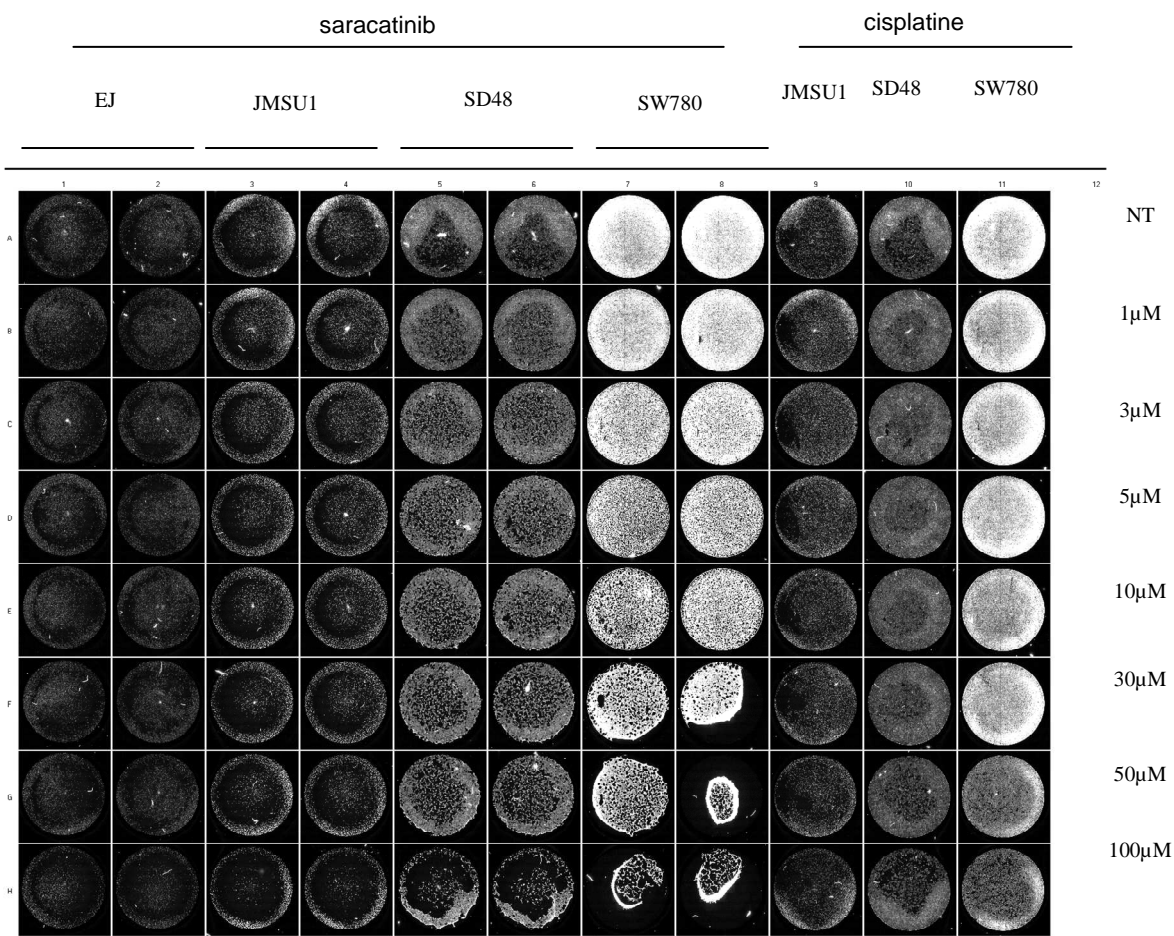 saracatinib cisplatine
EJ JMSU1 SD48 SW780 JMSU1 SD48 SW780
1 2 3 4 5 6 7 8 9 10 11 12
A NT
B 1µM
C 3µM
D 5µM
E 10µM
F 30µM
G 50µM
H 100µM